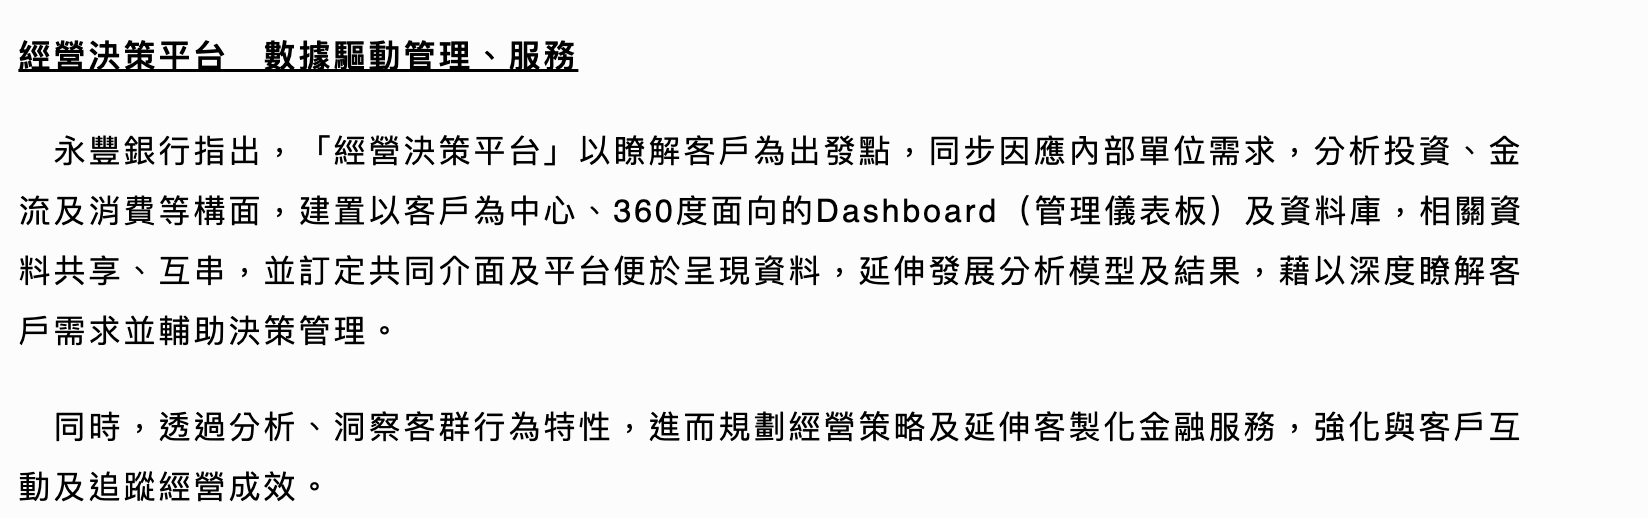 經營決策平台　數據驅動管理、服務
　永豐銀行指出，「經營決策平台」以瞭解客戶為出發點，同步因應內部單位需求，分析投資、金
流及消費等構面，建置以客戶為中心、360度面向的Dashboard（管理儀表板）及資料庫，相關資
料共享、互串，並訂定共同介面及平台便於呈現資料，延伸發展分析模型及結果，藉以深度瞭解客
戶需求並輔助決策管理。
　同時，透過分析、洞察客群行為特性，進而規劃經營策略及延伸客製化金融服務，強化與客戶互
動及追蹤經營成效。